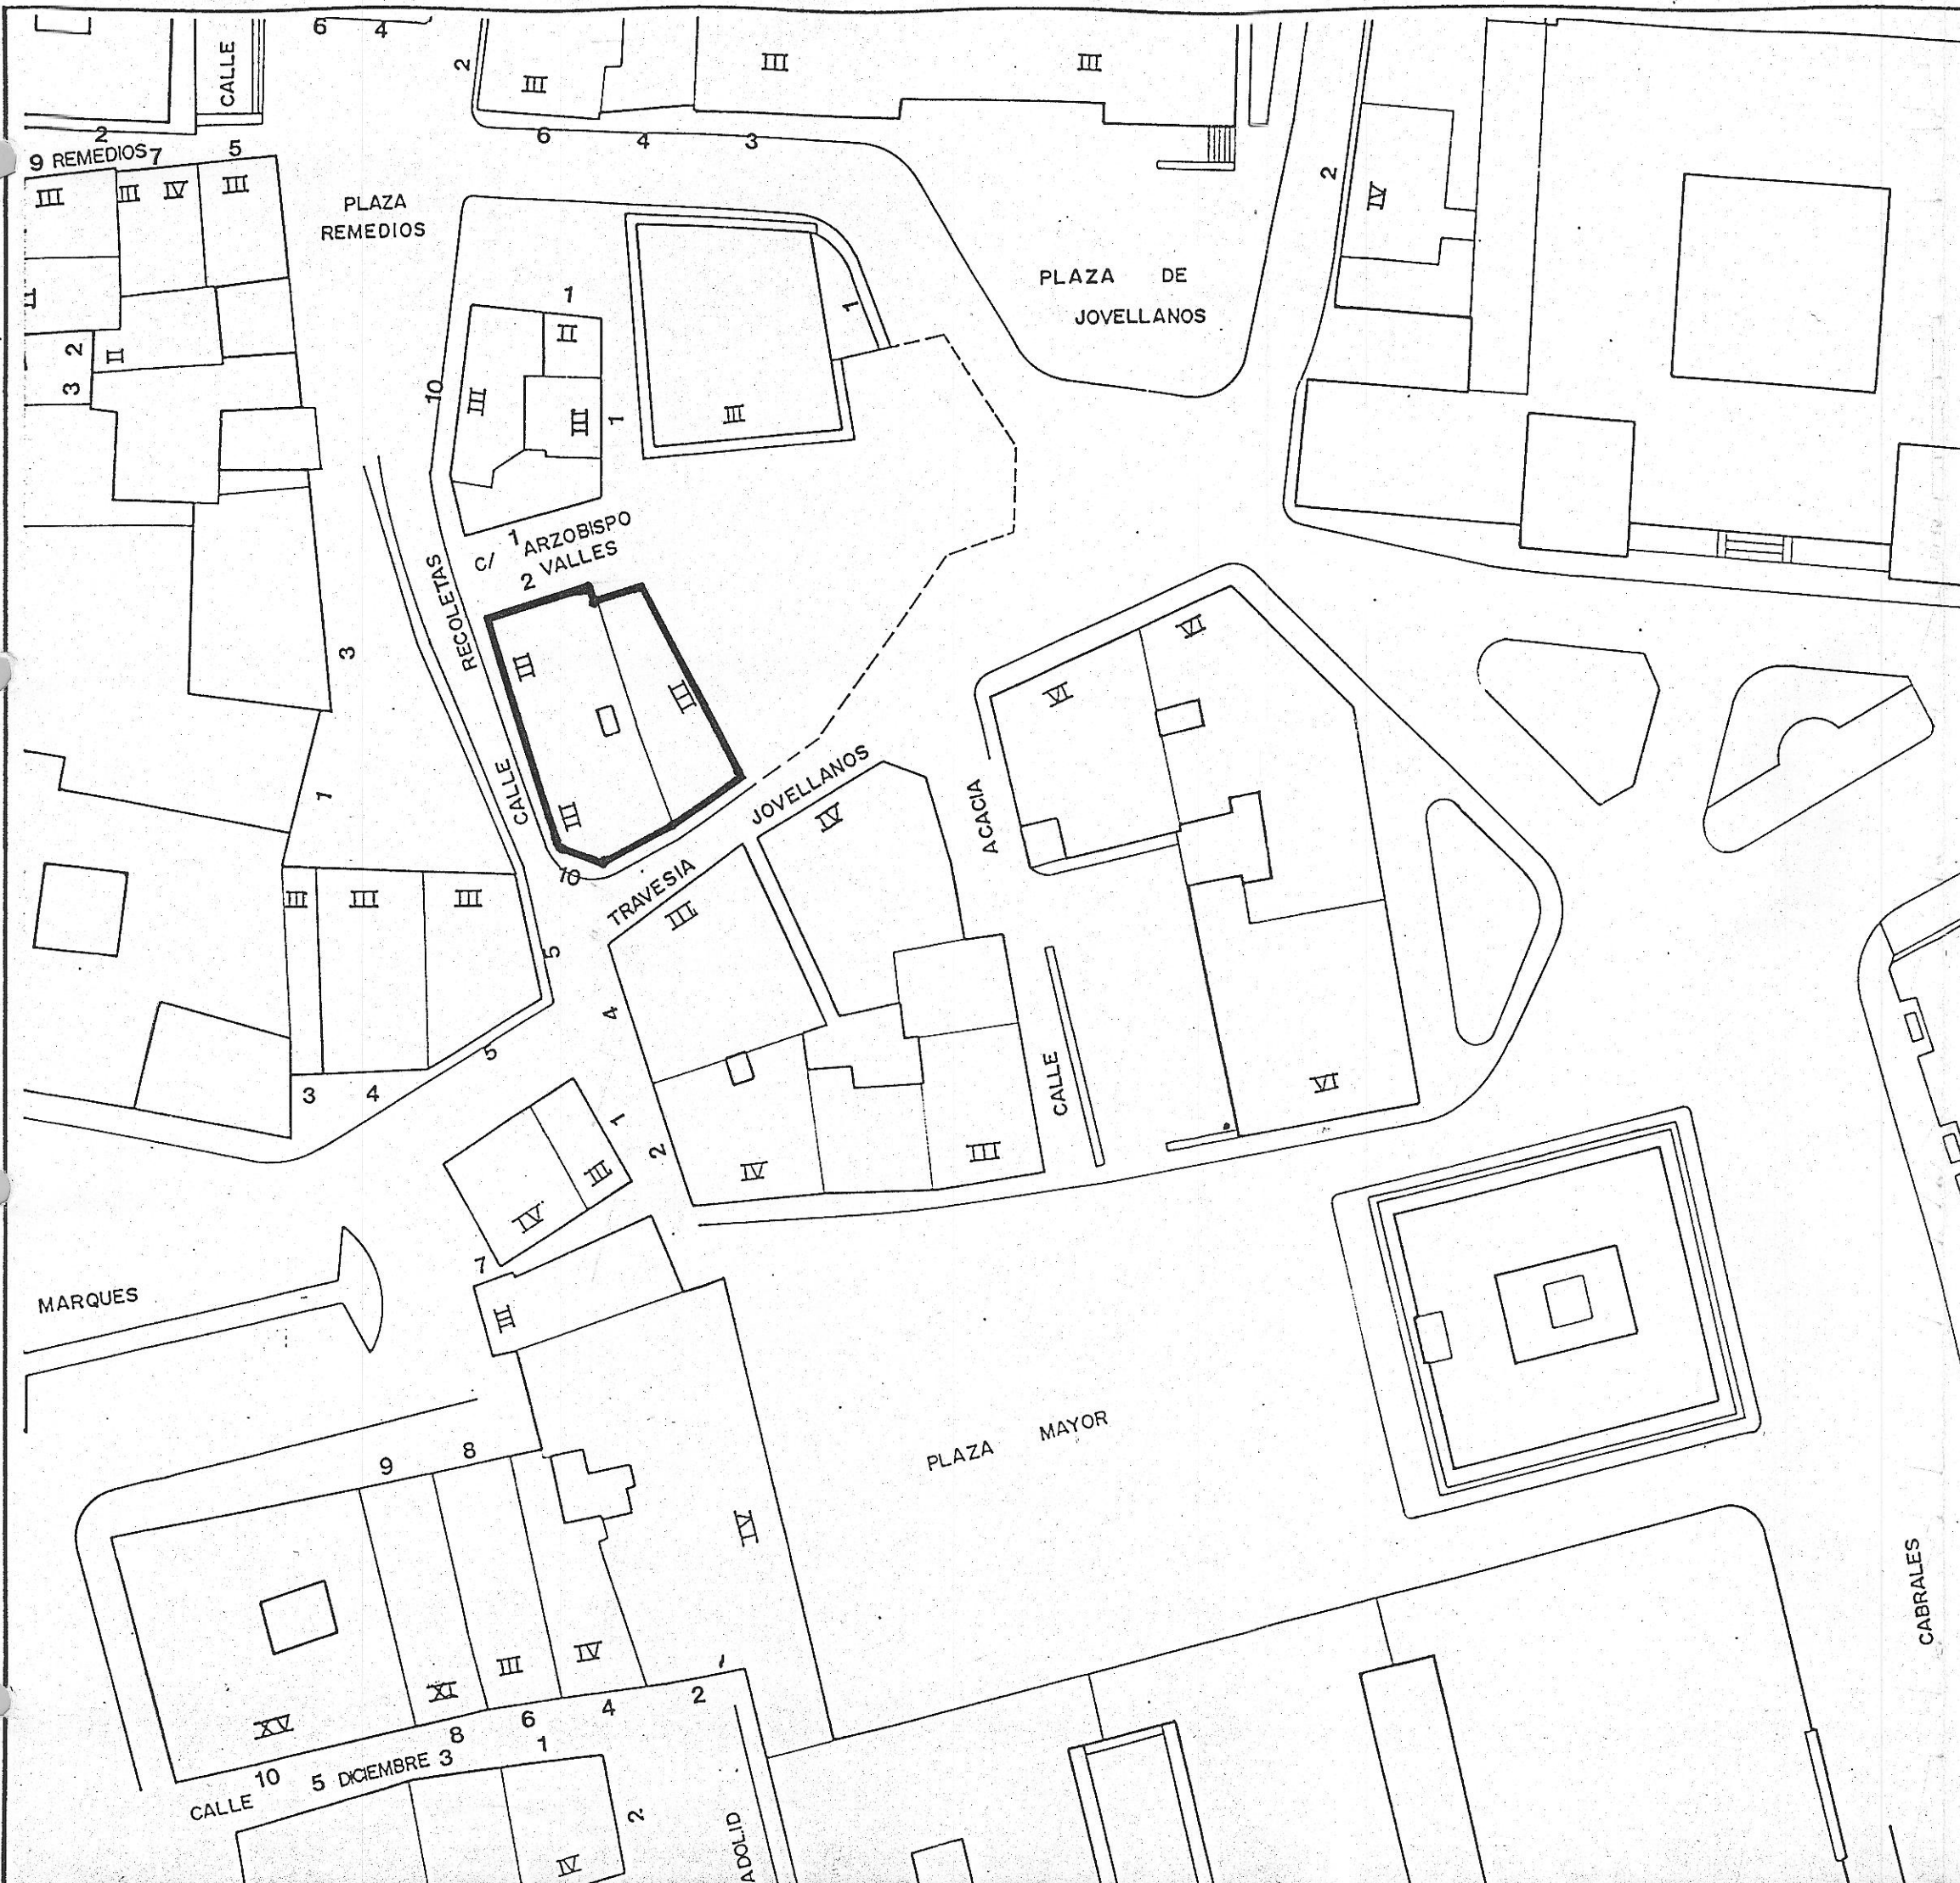 6 4
CALLE
2
III
III
III
2
9 REMEDIOS 7
5
6
4
3
III
III
IV
III
2
IV
PLAZA
REMEDIOS
PLAZA DE
JOVELLANOS
1
II
1
2
3
II
10
III
III
1
III
C/ 1 ARZOBISPO
2 VALLES
RECOLETAS
CALLE
III
III
III
10
3
1
VI
VI
TRAVESIA JOVELLANOS
IV
III
ACACIA
CALLE
III
III
III
5
5
3
4
4
2
1
IV
III
IV
III
VI
7
III
MARQUES
PLAZA MAYOR
9
8
IV
XV
XI
III
IV
10
8
6
4
2
CALLE 5 DICIEMBRE 3
1
2
IV
ADOLID
CABRALES